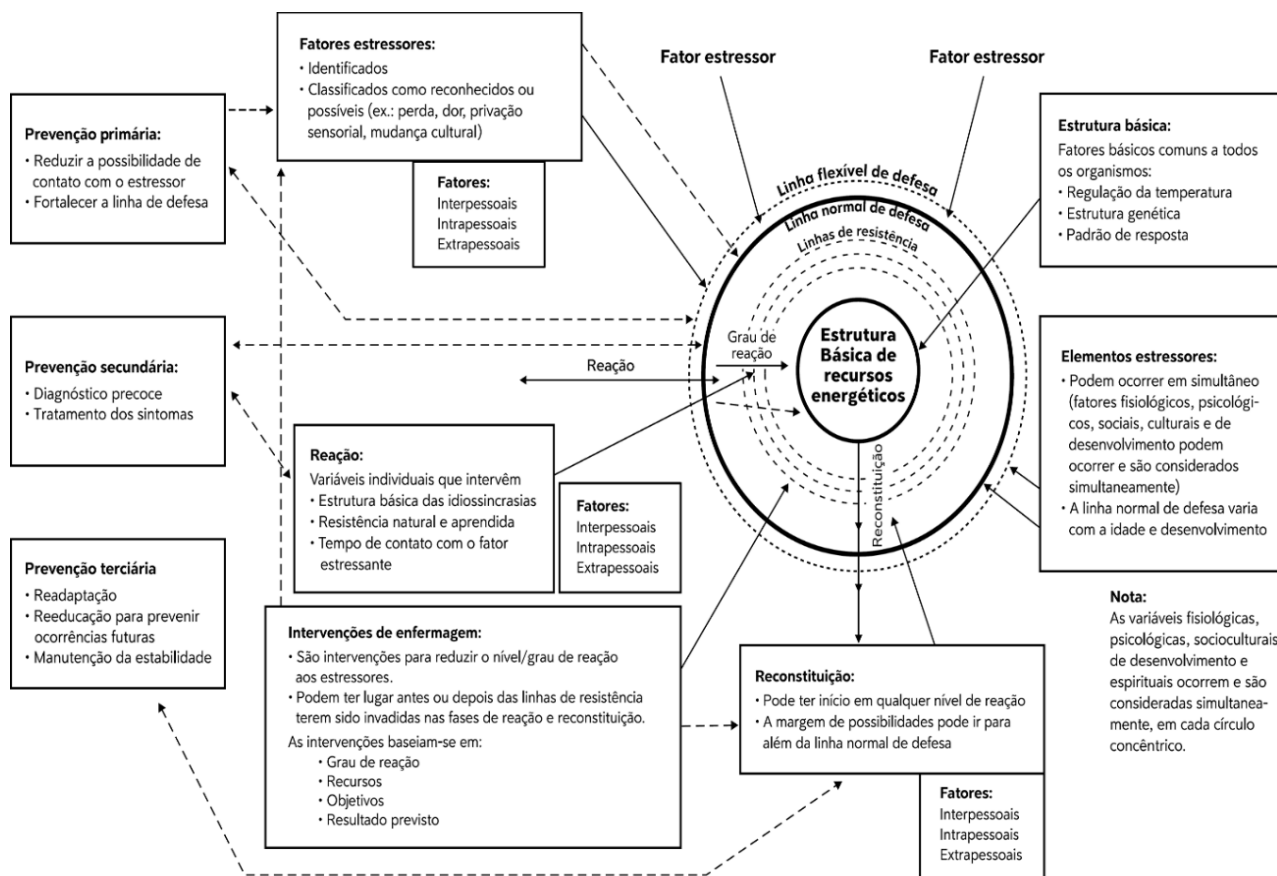 Fatores estressores:
• Identificados
• Classificados como reconhecidos ou
possíveis (ex.: perda, dor, privação
sensorial, mudança cultural)
Fatores:
Interpessoais
Intrapessoais
Extrapessoais
Prevenção primária:
• Reduzir a possibilidade de
contato com o estressor
• Fortalecer a linha de defesa
Prevenção secundária:
• Diagnóstico precoce
• Tratamento dos sintomas
Prevenção terciária
• Readaptação
• Reeducação para prevenir
ocorrências futuras
• Manutenção da estabilidade
Fator estressor
Fator estressor
Linha flexível de defesa
Linha normal de defesa
Linhas de resistência
Grau de
reação
Estrutura
Básica de
recursos
energéticos
Reação
Reconstituição
Reação:
Variáveis individuais que intervêm
• Estrutura básica das idiossincrasias
• Resistência natural e aprendida
• Tempo de contato com o fator
estressante
Fatores:
Interpessoais
Intrapessoais
Extrapessoais
Intervenções de enfermagem:
• São intervenções para reduzir o nível/grau de reação
aos estressores.
• Podem ter lugar antes ou depois das linhas de resistência
terem sido invadidas nas fases de reação e reconstituição.
As intervenções baseiam-se em:
• Grau de reação
• Recursos
• Objetivos
• Resultado previsto
Reconstituição:
• Pode ter início em qualquer nível de reação
• A margem de possibilidades pode ir para
além da linha normal de defesa
Fatores:
Interpessoais
Intrapessoais
Extrapessoais
Estrutura básica:
Fatores básicos comuns a todos
os organismos:
• Regulação da temperatura
• Estrutura genética
• Padrão de resposta
Elementos estressores:
• Podem ocorrer em simultâneo
(fatores fisiológicos, psicológi-
cos, sociais, culturais e de
desenvolvimento podem
ocorrer e são considerados
simultaneamente)
• A linha normal de defesa varia
com a idade e desenvolvimento
Nota:
As variáveis fisiológicas,
psicológicas, socioculturais
de desenvolvimento e
espirituais ocorrem e são
consideradas simultanea-
mente, em cada círculo
concêntrico.